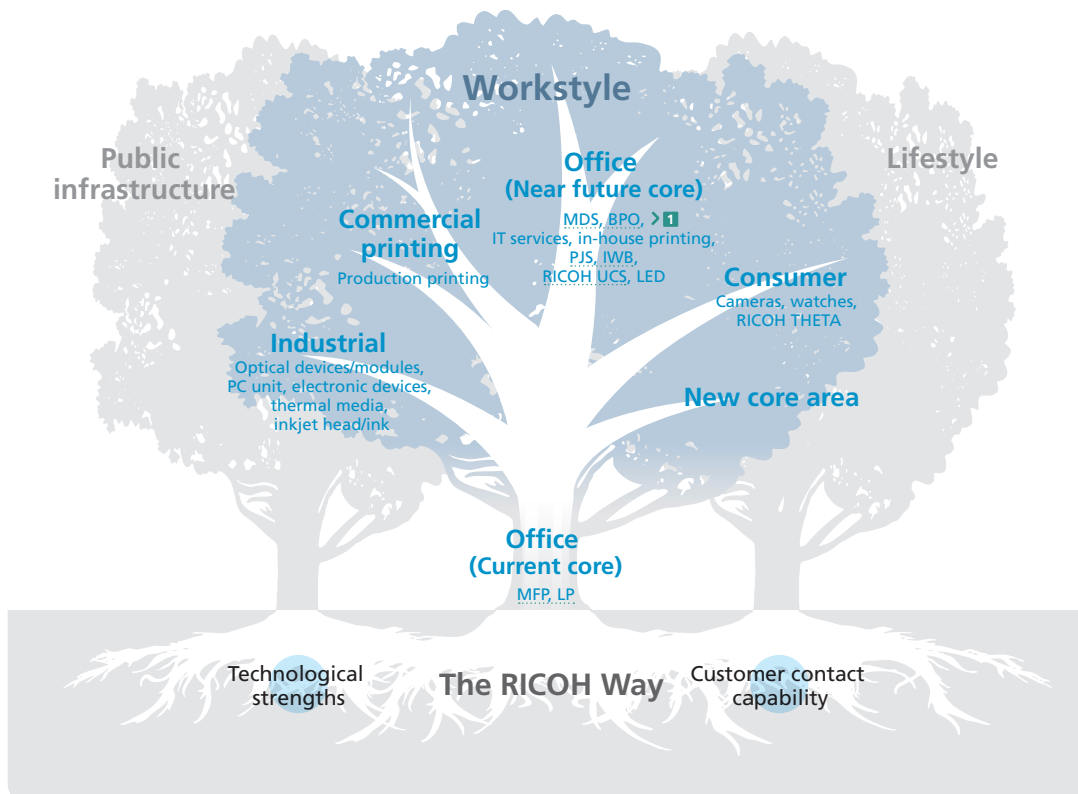 Workstyle
Public
infrastructure
Lifestyle
Office
(Near future core)
MDS, BPO, >1
IT services, in-house printing,
PJS, IWB,
RICOH UCS, LED
Commercial
printing
Production printing
Consumer
Cameras, watches,
RICOH THETA
Industrial
Optical devices/modules,
PC unit, electronic devices,
thermal media,
inkjet head/ink
New core area
Office
(Current core)
MFP, LP
Technological
strengths
The RICOH Way
Customer contact
capability